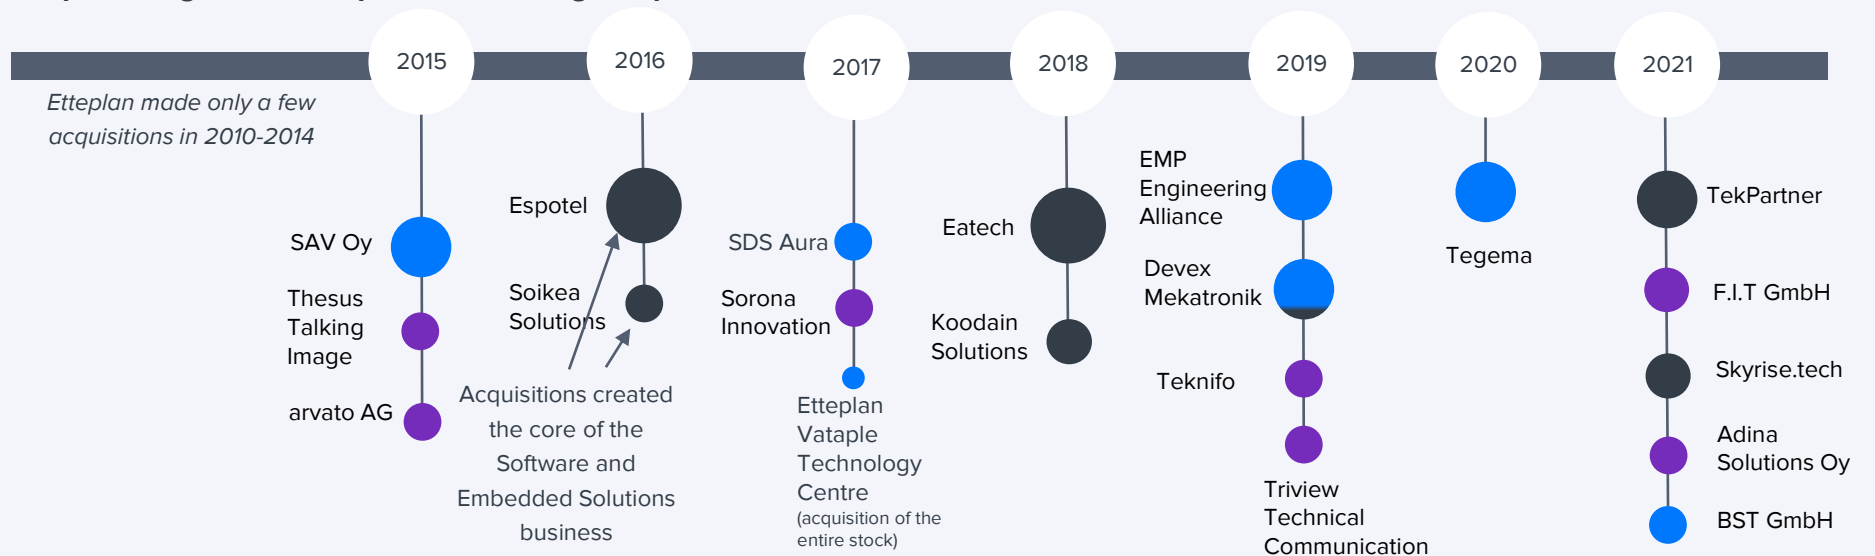 2015
2016
2017
2018
2019
2020
2021
Etteplan made only a few
acquisitions in 2010-2014
SAV Oy
Thesus
Talking
Image
arvato AG
Espotel
Soikea
Solutions
Acquisitions created
the core of the
Software and
Embedded Solutions
business
SDS Aura
Sorona
Innovation
Etteplan
Vataple
Technology
Centre
(acquisition of the
entire stock)
Eatech
Koodain
Solutions
EMP
Engineering
Alliance
Devex
Mekatronik
Teknifo
Triview
Technical
Communication
Tegema
TekPartner
F.I.T GmbH
Skyrise.tech
Adina
Solutions Oy
BST GmbH